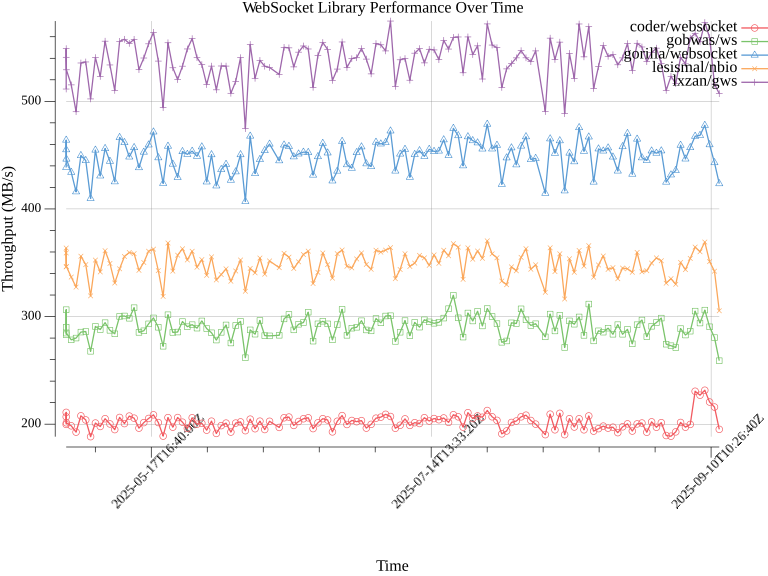 WebSocket Library Performance Over Time
coder/websocket
gobwas/ws
gorilla/websocket
lesismal/nbio
lxzan/gws
Throughput (MB/s)
500
400
300
200
2025-05-17T16:40:00Z
2025-07-14T13:33:20Z
2025-09-10T10:26:40Z
Time